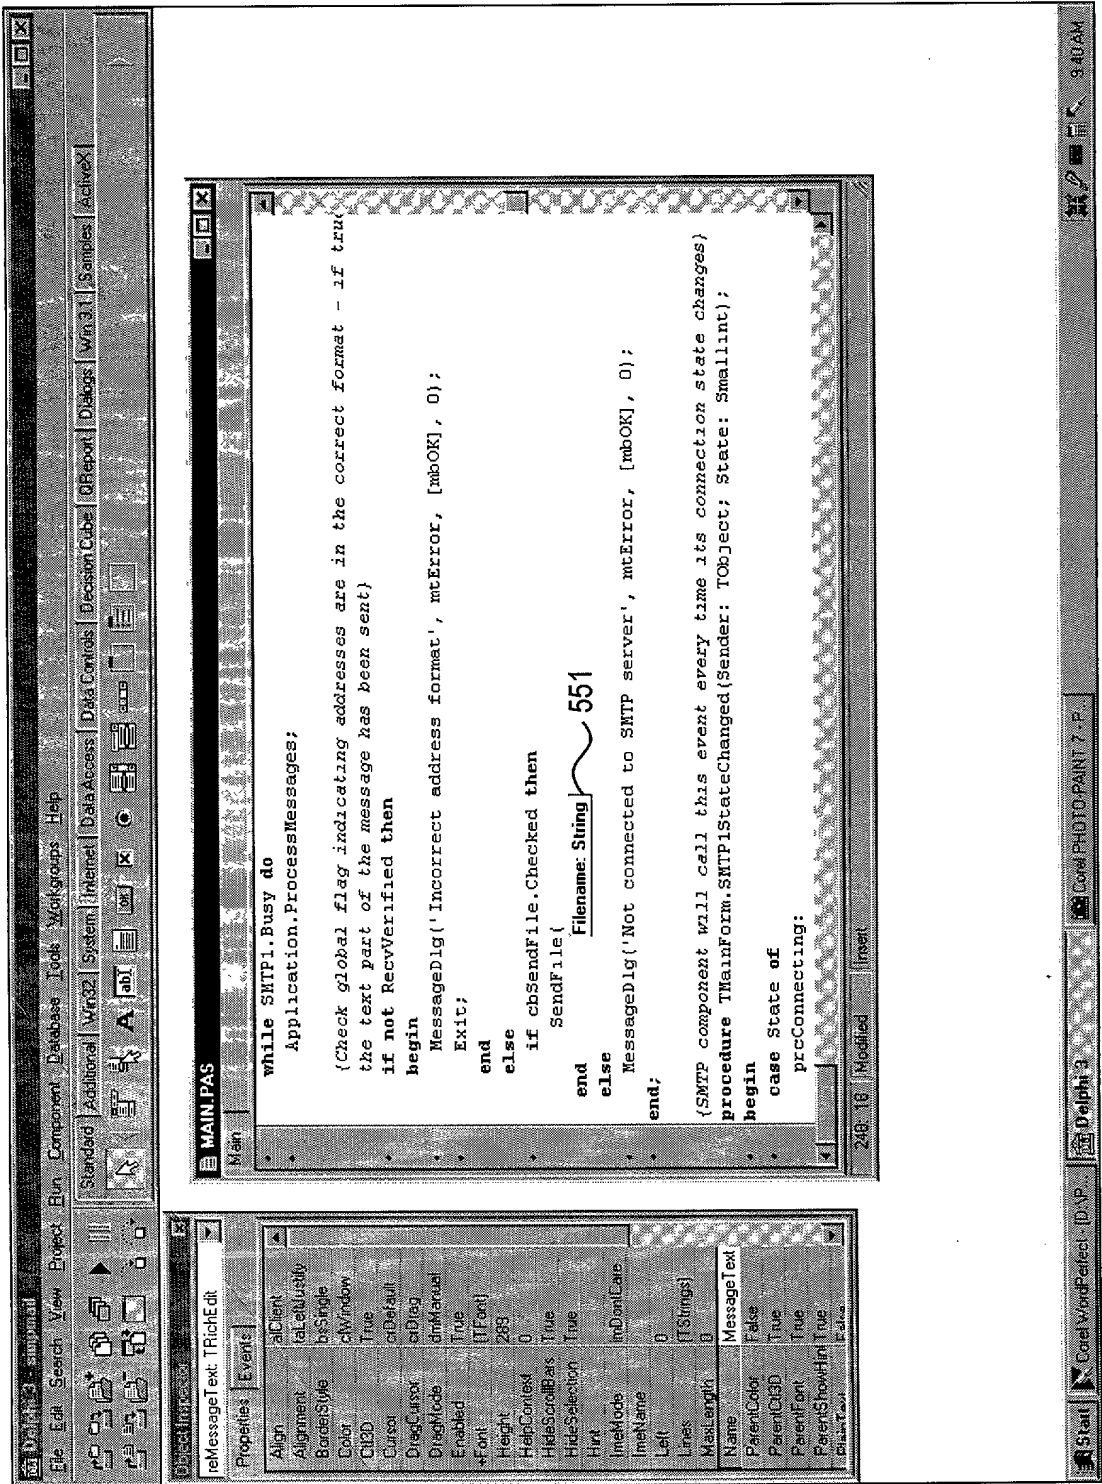 Delphi 3 - simpmail
File Edit Search View Project Run Component Database Tools Workgroups Help
Standard Additional Win32 System Internet Data Access Data Controls Decision Cube QReport Dialogs Win 3.1 Samples ActiveX
Object Inspector
reMessageText: TRichEdit
Properties Events
Align alClient
Alignment taLeftJustify
BorderStyle bsSingle
Color clWindow
Ctl3D True
Cursor crDefault
DragCursor crDrag
DragMode dmManual
Enabled True
+Font (TFont)
Height 269
HelpContext 0
HideScrollBars True
HideSelection True
Hint
ImeMode imDontCare
ImeName
Left 0
Lines (TStrings)
MaxLength 0
Name MessageText
ParentColor False
ParentCtl3D True
ParentFont True
ParentShowHint True
PlainText False
MAIN.PAS
Main
while SMTP1.Busy do
Application.ProcessMessages;
{Check global flag indicating addresses are in the correct format - if true
the text part of the message has been sent}
if not RecvVerified then
begin
MessageDlg('Incorrect address format', mtError, [mbOK], 0);
Exit;
end
else
if cbSendFile.Checked then
SendFile(
Filename: String 551
end
else
MessageDlg('Not connected to SMTP server', mtError, [mbOK], 0);
end;
{SMTP component will call this event every time its connection state changes}
procedure TMainForm.SMTP1StateChanged(Sender: TObject; State: Smallint);
begin
case State of
prcConnecting:
248: 18 Modified Insert
Start Corel WordPerfect - [D:\P... Delphi 3 Corel PHOTO-PAINT 7 - P... 9:40 AM